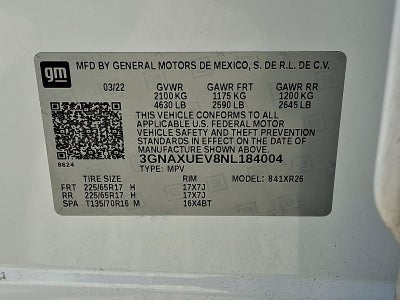 gm MFD BY GENERAL MOTORS DE MEXICO, S. DE R.L. DE C.V.
03/22 GVWR GAWR FRT GAWR RR
2100 KG 1175 KG 1200 KG
4630 LB 2590 LB 2645 LB
THIS VEHICLE CONFORMS TO ALL
APPLICABLE U.S. FEDERAL MOTOR
VEHICLE SAFETY AND THEFT PREVENTION
STANDARDS IN EFFECT ON THE DATE OF
MANUFACTURE SHOWN ABOVE.
8624 3GNAXUEV8NL184004
TYPE: MPV
TIRE SIZE RIM MODEL: 841XR26
FRT 225/65R17 H 17X7J
RR 225/65R17 H 17X7J
SPA T135/70R16 M 16X4BT